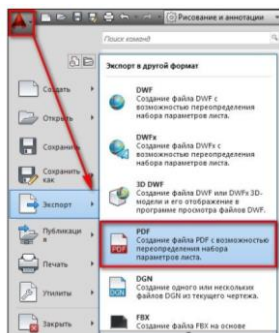 Рисование и аннотации
Поиск команд
Экспорт в другой формат
Создать
Открыть
Сохранить
Сохранить
как
Экспорт
Публикаци
я
Печать
Утилиты
Закрыть
DWF
Создание файла DWF с
возможностью
переопределения
набора параметров листа.
DWFx
Создание файла DWFx с
возможностью
переопределения
набора параметров листа.
3D DWF
Создание файла DWF или DWFx 3D-
модели и его отображение в
программе просмотра файлов DWF.
PDF
Создание файла PDF с возможностью
переопределения набора
параметров листа.
DGN
Создание одного или нескольких
файлов DGN из текущего чертежа.
FBX
Создание файла FBX на основе